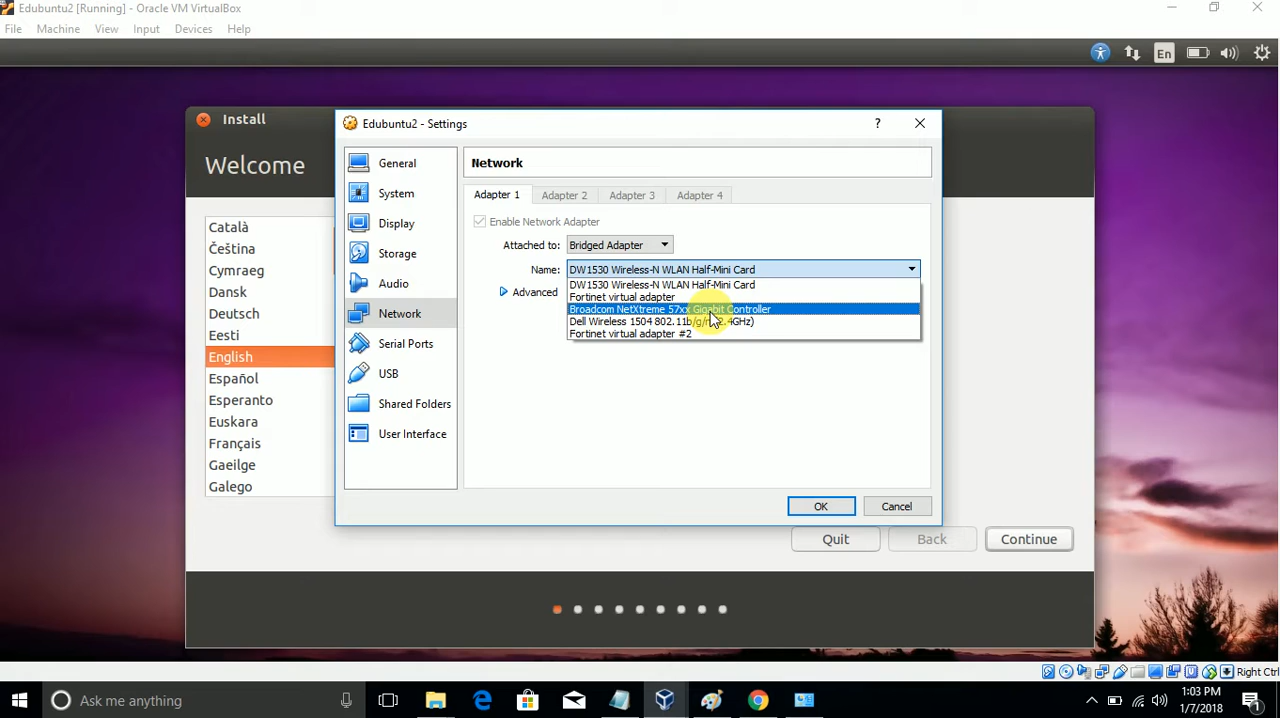 Edubuntu2 [Running] - Oracle VM VirtualBox
File Machine View Input Devices Help
En
Install
Welcome
Català
Čeština
Cymraeg
Dansk
Deutsch
Eesti
English
Español
Esperanto
Euskara
Français
Gaeilge
Galego
Edubuntu2 - Settings
?
General
System
Display
Storage
Audio
Network
Serial Ports
USB
Shared Folders
User Interface
Network
Adapter 1 Adapter 2 Adapter 3 Adapter 4
Enable Network Adapter
Attached to: Bridged Adapter
Name: DW1530 Wireless-N WLAN Half-Mini Card
Advanced
DW1530 Wireless-N WLAN Half-Mini Card
Fortinet virtual adapter
Broadcom NetXtreme 57xx Gigabit Controller
Dell Wireless 1504 802.11b/g/n (2.4GHz)
Fortinet virtual adapter #2
OK Cancel
Quit Back Continue
Right Ctrl
Ask me anything
1:03 PM
1/7/2018
1